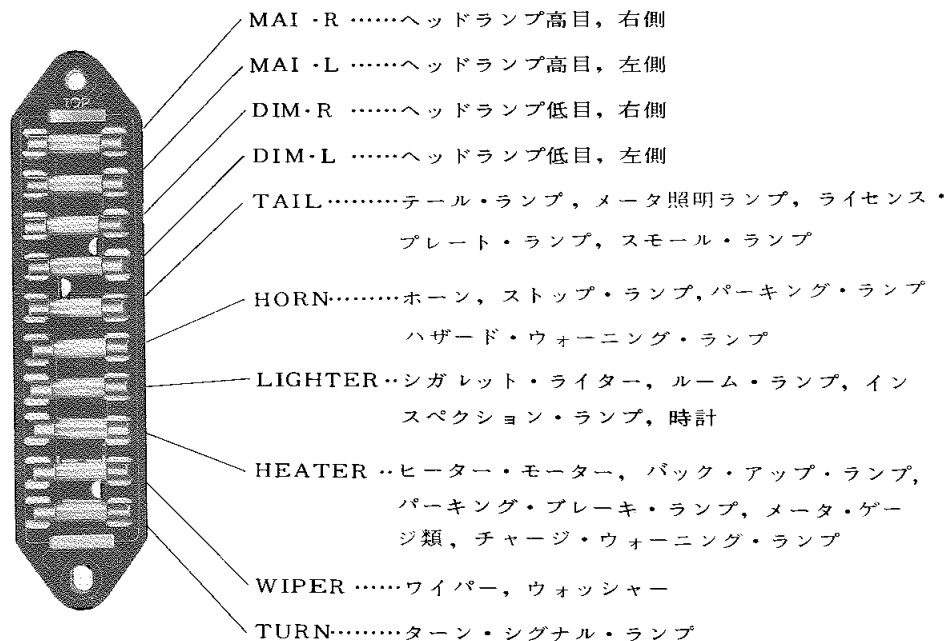 MAI -R ……ヘッドランプ高目，右側
TOP
MAI -L ……ヘッドランプ高目，左側
DIM・R ……ヘッドランプ低目，右側
DIM・L ……ヘッドランプ低目，左側
TAIL………テール・ランプ，メータ照明ランプ，ライセンス・
プレート・ランプ，スモール・ランプ
HORN………ホーン，ストップ・ランプ，パーキング・ランプ
ハザード・ウォーニング・ランプ
LIGHTER‥シガレット・ライター，ルーム・ランプ，イン
スペクション・ランプ，時計
HEATER ‥ヒーター・モーター，バック・アップ・ランプ，
パーキング・ブレーキ・ランプ，メータ・ゲー
ジ類，チャージ・ウォーニング・ランプ
WIPER ……ワイパー，ウォッシャー
TURN………ターン・シグナル・ランプ